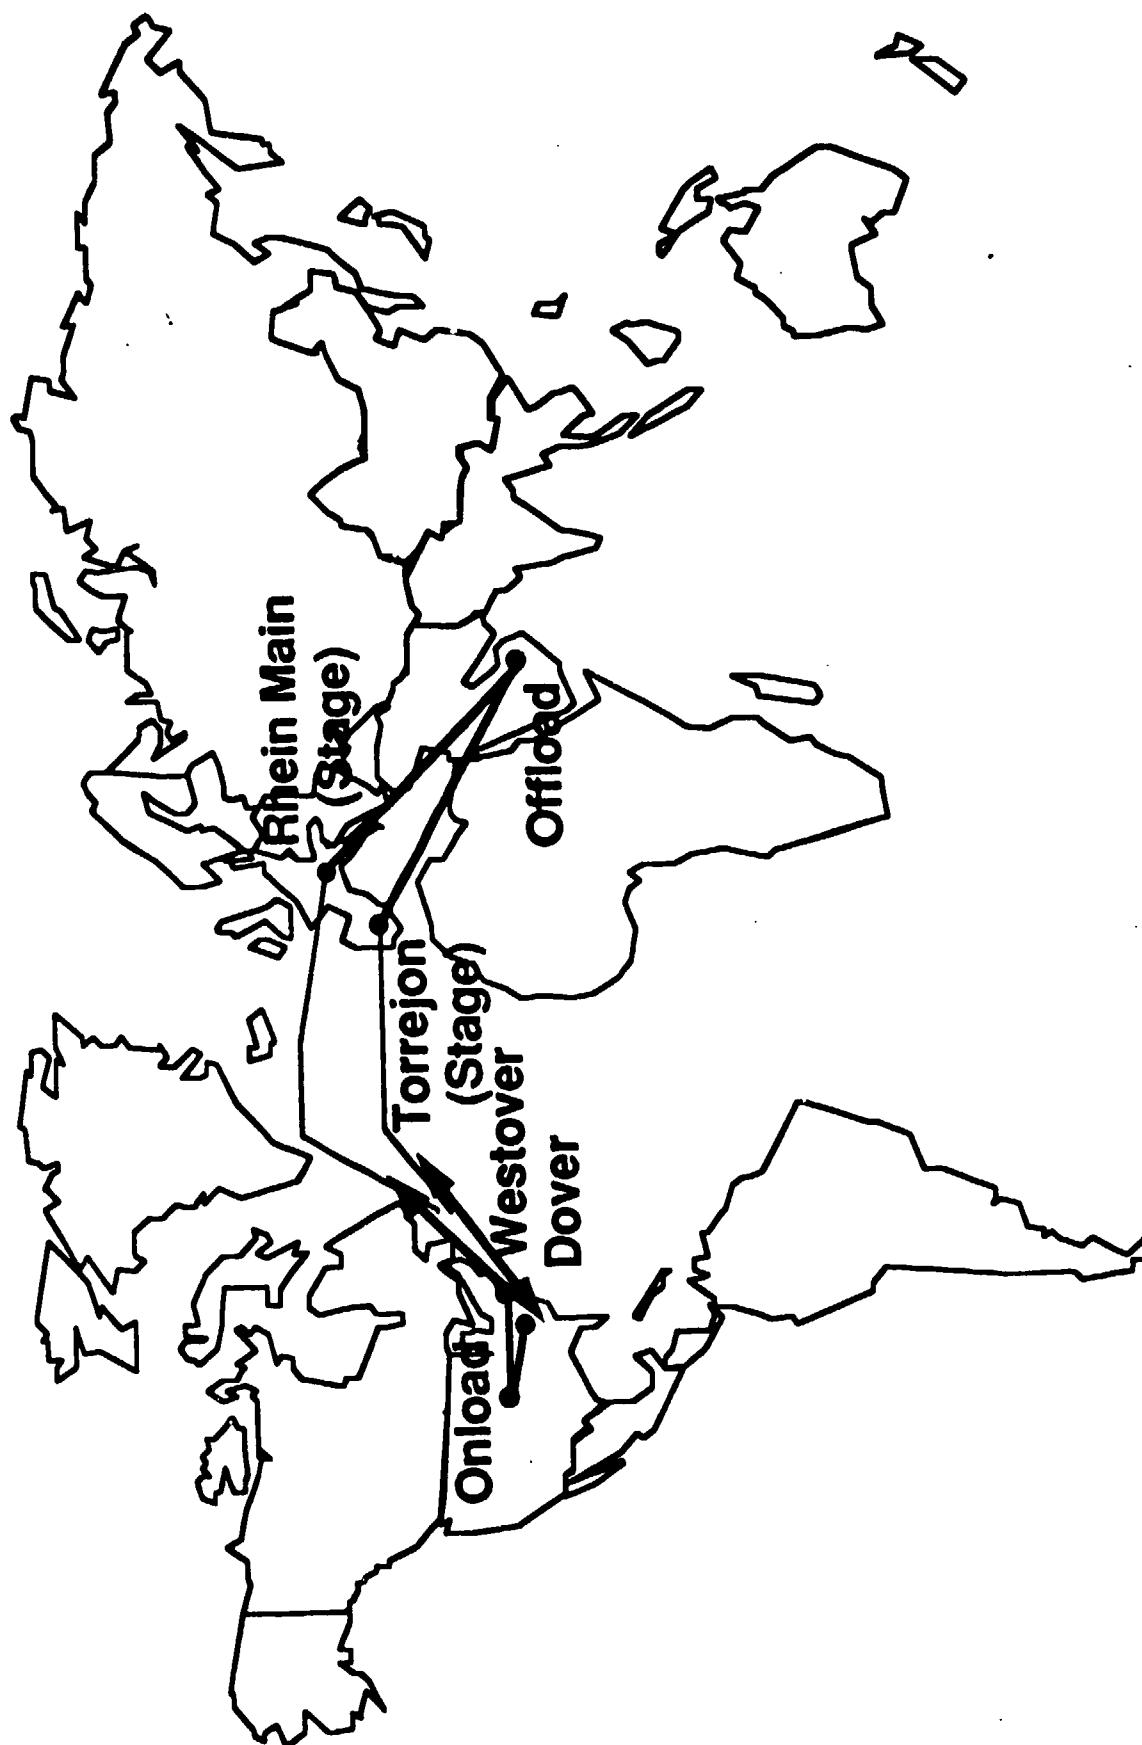 Rhein Main
(Stage)
Offload
Torrejon
(Stage)
Westover
Dover
Onload